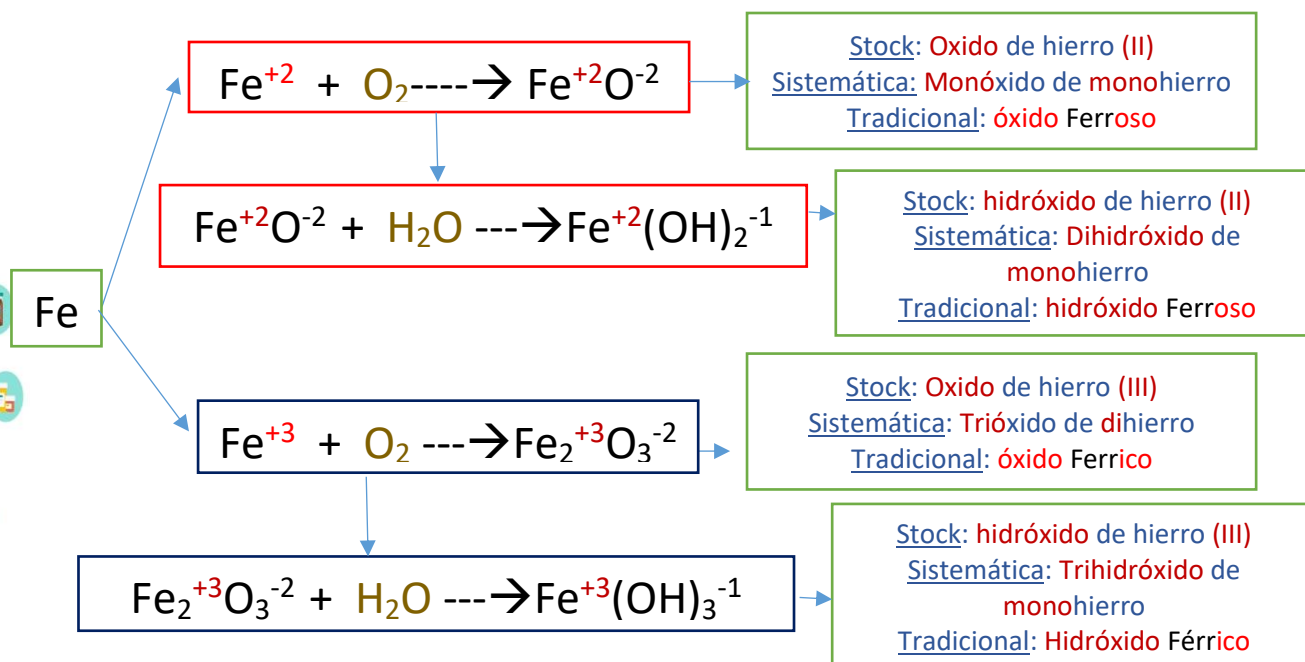 Fe+2 + O2----→ Fe+2O-2
Stock: Oxido de hierro (II)
Sistemática: Monóxido de monohierro
Tradicional: óxido Ferroso
Fe+2O-2 + H2O ---→Fe+2(OH)2-1
Stock: hidróxido de hierro (II)
Sistemática: Dihidróxido de
monohierro
Tradicional: hidróxido Ferroso
Fe
Fe+3 + O2 ---→Fe2+3O3-2
Stock: Oxido de hierro (III)
Sistemática: Trióxido de dihierro
Tradicional: óxido Ferrico
Fe2+3O3-2 + H2O ---→Fe+3(OH)3-1
Stock: hidróxido de hierro (III)
Sistemática: Trihidróxido de
monohierro
Tradicional: Hidróxido Férrico